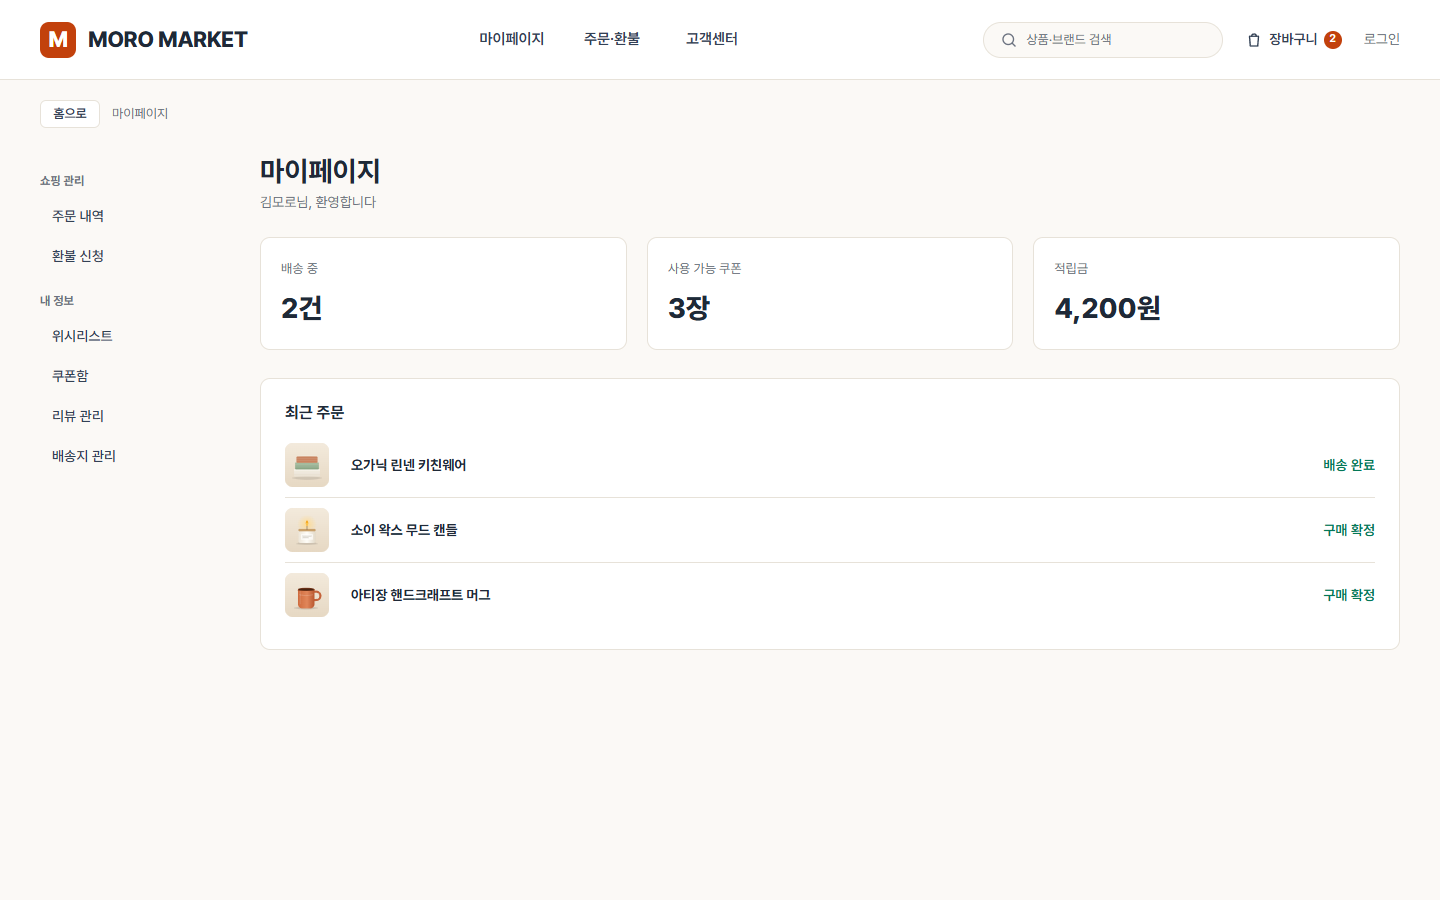 M MORO MARKET
마이페이지 주문·환불 고객센터
상품·브랜드 검색
장바구니 2 로그인
홈으로 마이페이지
쇼핑 관리
주문 내역
환불 신청
내 정보
위시리스트
쿠폰함
리뷰 관리
배송지 관리
마이페이지
김모로님, 환영합니다
배송 중
2건
사용 가능 쿠폰
3장
적립금
4,200원
최근 주문
오가닉 린넨 키친웨어 배송 완료
소이 왁스 무드 캔들 구매 확정
아티장 핸드크래프트 머그 구매 확정